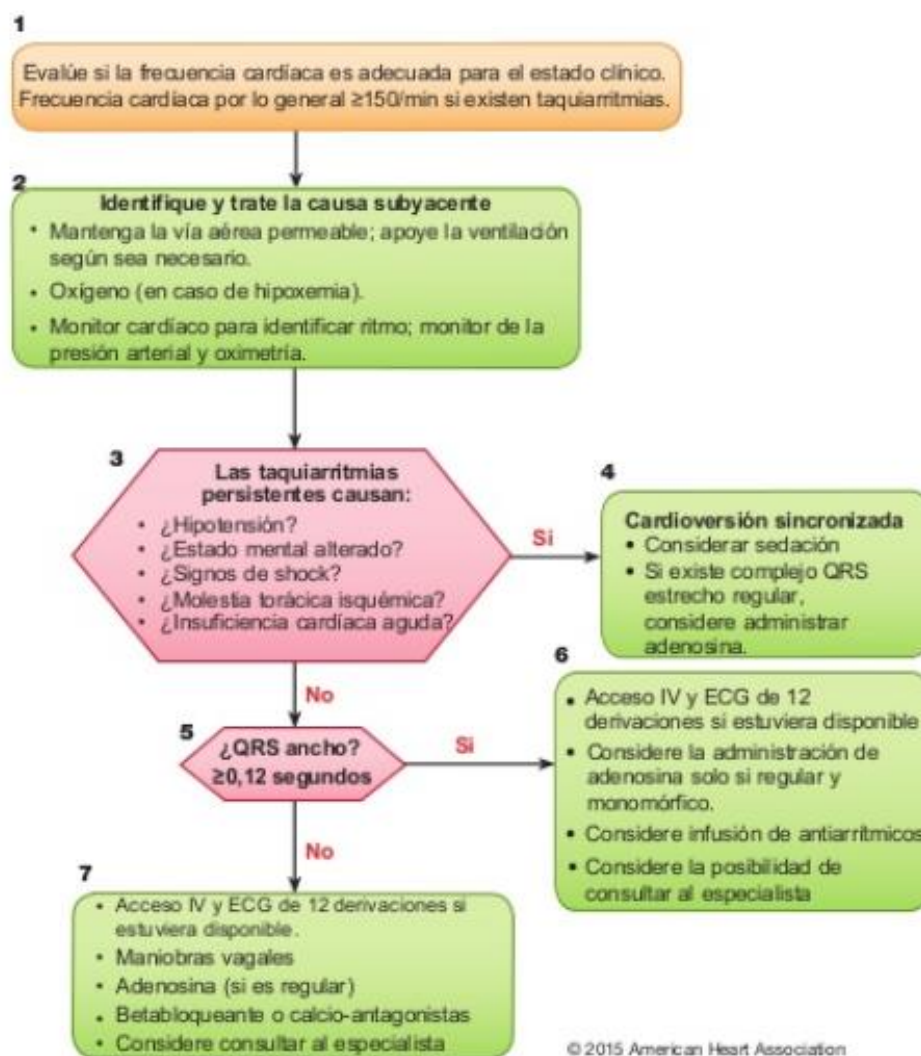 1
Evalúe si la frecuencia cardíaca es adecuada para el estado clínico.
Frecuencia cardíaca por lo general ≥150/min si existen taquiarritmias.
2
Identifique y trate la causa subyacente
• Mantenga la vía aérea permeable; apoye la ventilación
según sea necesario.
• Oxígeno (en caso de hipoxemia).
• Monitor cardíaco para identificar ritmo; monitor de la
presión arterial y oximetría.
3
Las taquiarritmias
persistentes causan:
• ¿Hipotensión?
• ¿Estado mental alterado?
• ¿Signos de shock?
• ¿Molestia torácica isquémica?
• ¿Insuficiencia cardíaca aguda?
Si
4
Cardioversión sincronizada
• Considerar sedación
• Si existe complejo QRS
estrecho regular,
considere administrar
adenosina.
No
5
¿QRS ancho?
≥0,12 segundos
Si
6
• Acceso IV y ECG de 12
derivaciones si estuviera disponible
• Considere la administración de
adenosina solo si regular y
monomórfico.
• Considere infusión de antiarrítmicos
• Considere la posibilidad de
consultar al especialista
No
7
• Acceso IV y ECG de 12 derivaciones si
estuviera disponible.
• Maniobras vagales
• Adenosina (si es regular)
• Betabloqueante o calcio-antagonistas
• Considere consultar al especialista
© 2015 American Heart Association